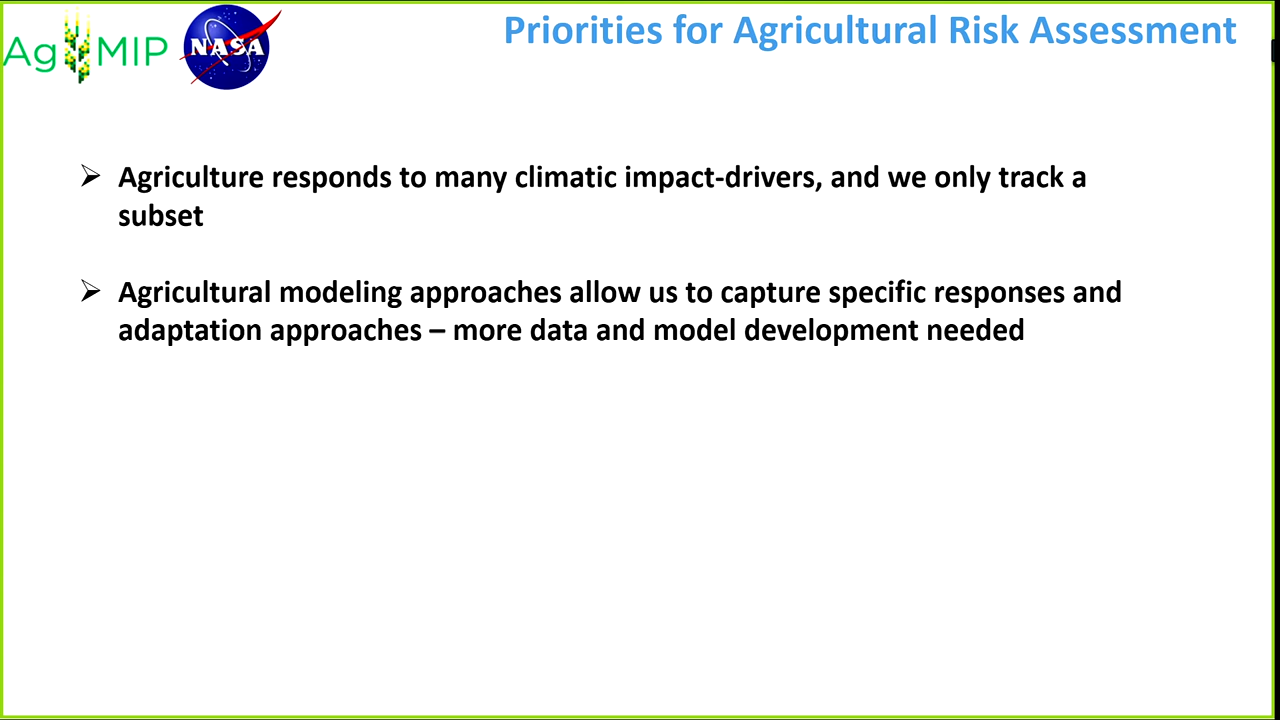 AgMIP
NASA
Priorities for Agricultural Risk Assessment
Agriculture responds to many climatic impact-drivers, and we only track a
subset
Agricultural modeling approaches allow us to capture specific responses and
adaptation approaches – more data and model development needed